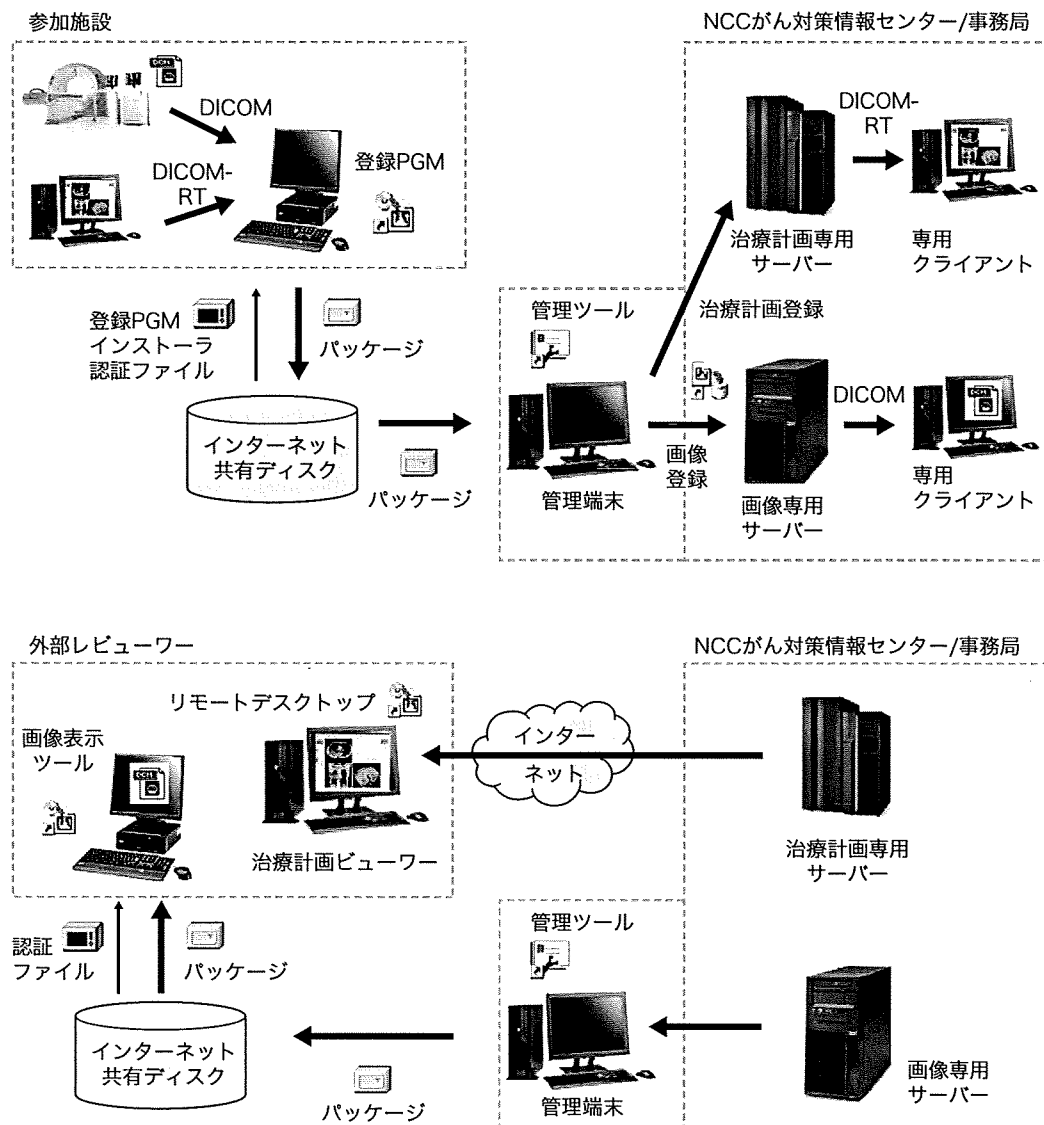 参加施設
NCCがん対策情報センター/事務局
DICOM
DICOM-
RT
登録PGM
DICOM-
RT
治療計画専用
サーバー
専用
クライアント
登録PGM
インストーラ
認証ファイル
パッケージ
管理ツール
治療計画登録
インターネット
共有ディスク
パッケージ
管理端末
画像
登録
DICOM
画像専用
サーバー
専用
クライアント
外部レビューワー
NCCがん対策情報センター/事務局
リモートデスクトップ
画像表示
ツール
インター
ネット
治療計画ビューワー
治療計画専用
サーバー
認証
ファイル
パッケージ
管理ツール
インターネット
共有ディスク
パッケージ
管理端末
画像専用
サーバー